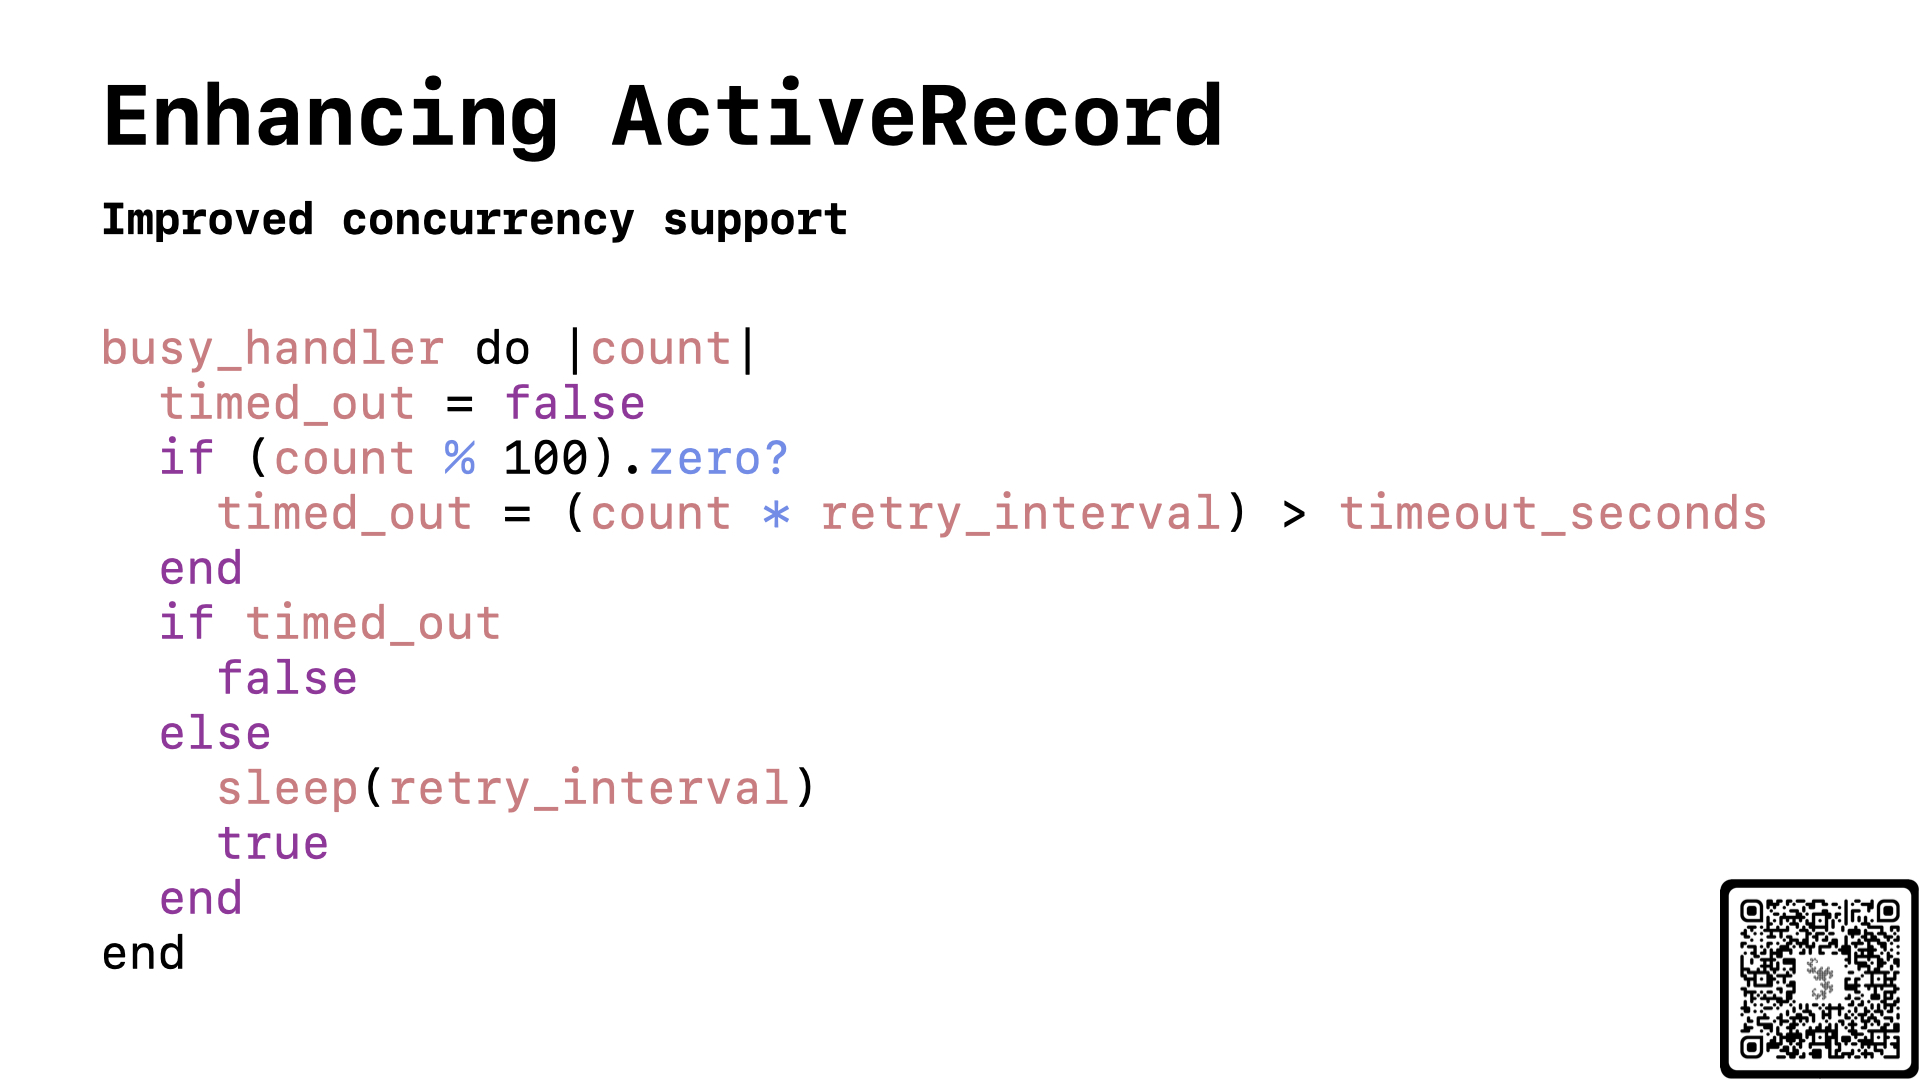 Enhancing ActiveRecord
Improved concurrency support
busy_handler do |count|
  timed_out = false
  if (count % 100).zero?
    timed_out = (count * retry_interval) > timeout_seconds
  end
  if timed_out
    false
  else
    sleep(retry_interval)
    true
  end
end